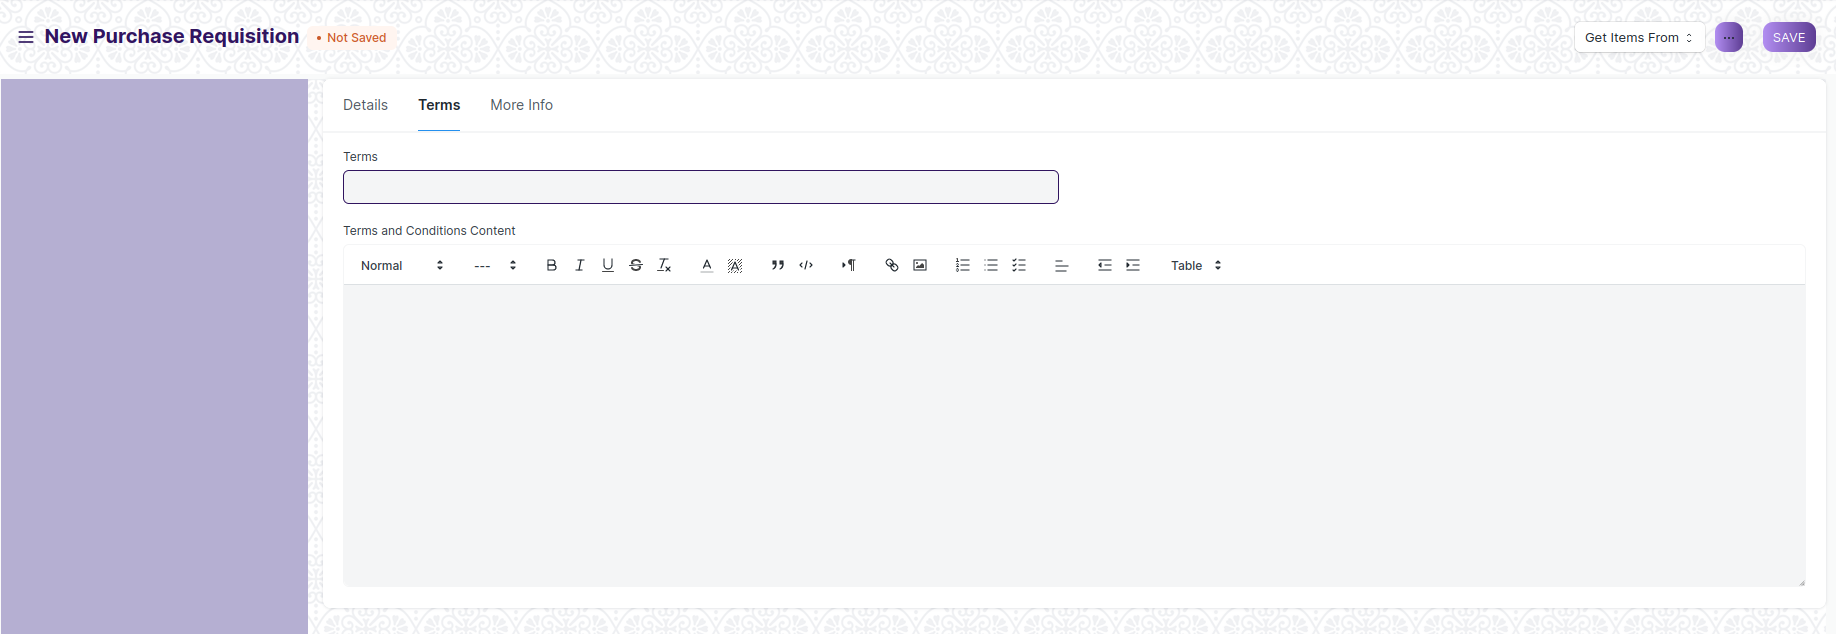 New Purchase Requisition
• Not Saved
Get Items From
···
SAVE
Details
Terms
More Info
Terms
Terms and Conditions Content
Normal
---
Table